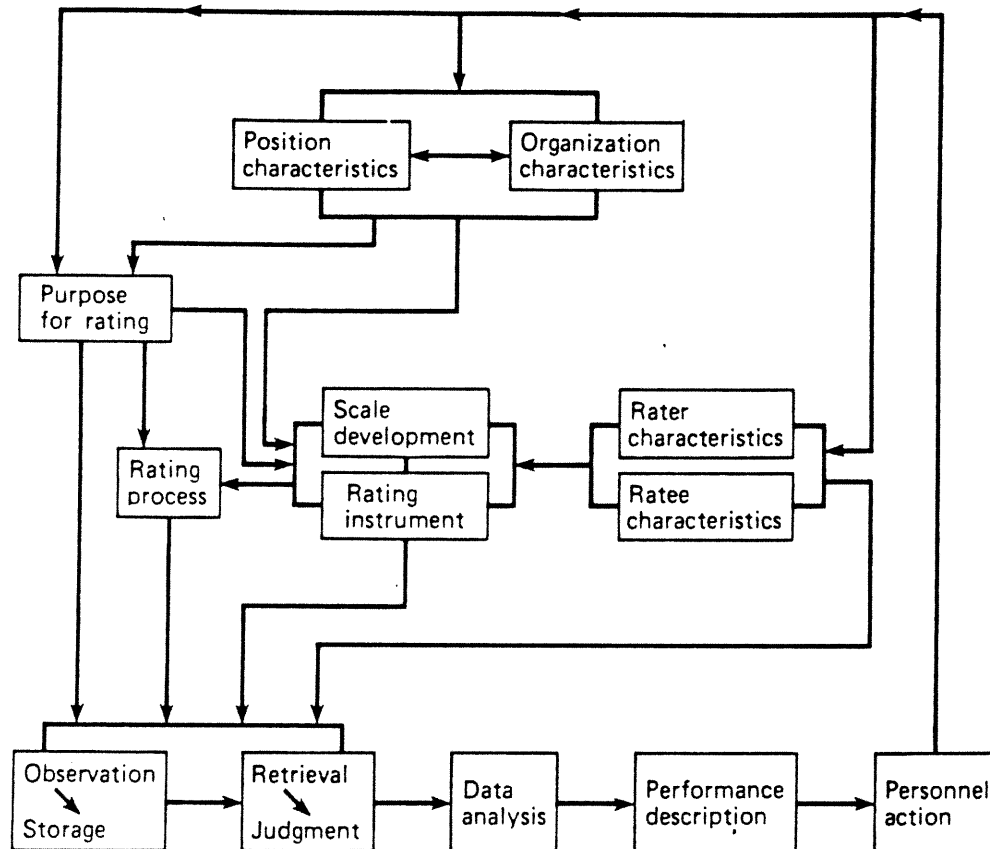 Position
characteristics
Organization
characteristics
Purpose
for rating
Scale
development
Rater
characteristics
Rating
process
Rating
instrument
Ratee
characteristics
Observation
Storage
Retrieval
Judgment
Data
analysis
Performance
description
Personnel
action